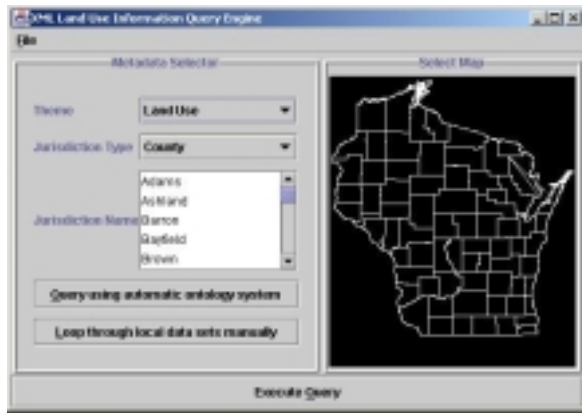 XML Land Use Information Query Engine
File
Metadata Selector
Select Map
Theme
Land Use
Jurisdiction Type
County
Jurisdiction Name
Adams
Ashland
Barron
Bayfield
Brown
Query using automatic ontology system
Loop through local data sets manually
Execute Query